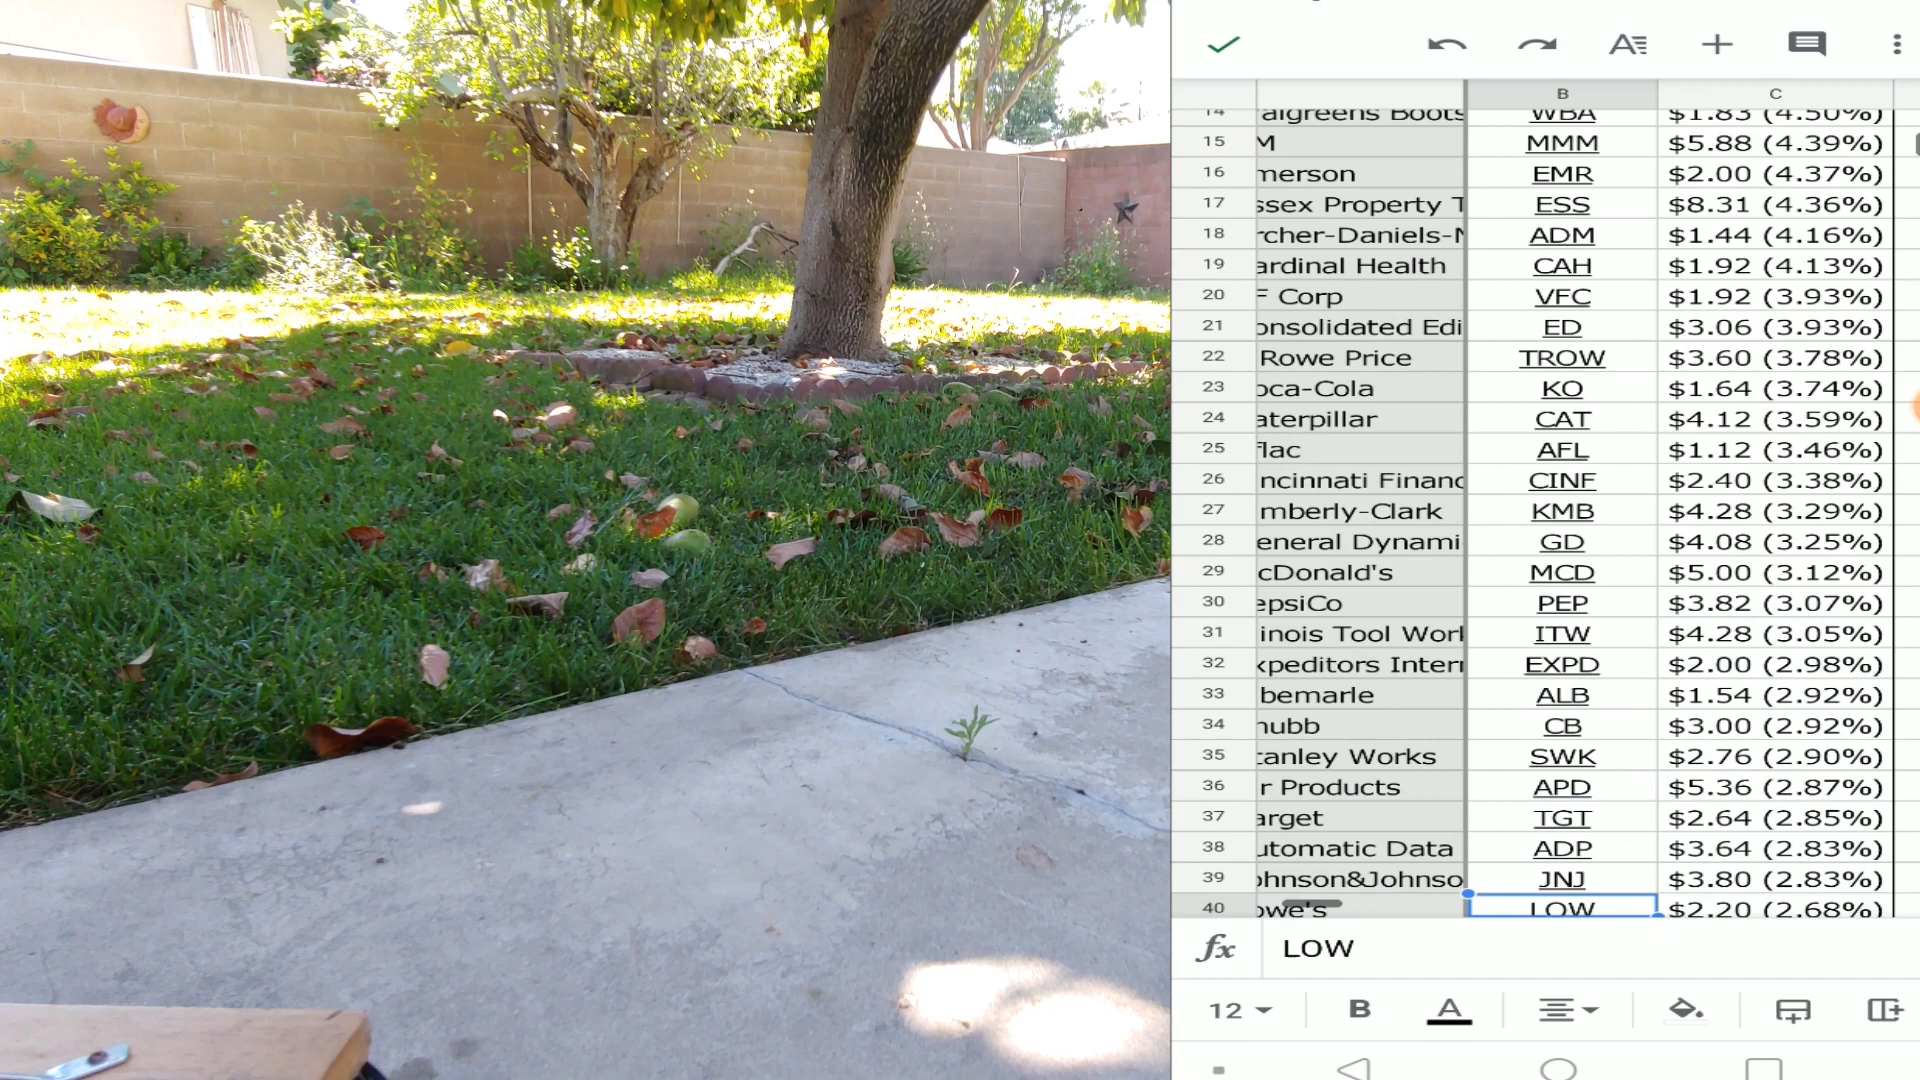 B C
14 algreens Boots WBA $1.83 (4.50%)
15 M MMM $5.88 (4.39%)
16 merson EMR $2.00 (4.37%)
17 ssex Property T ESS $8.31 (4.36%)
18 rcher-Daniels-M ADM $1.44 (4.16%)
19 ardinal Health CAH $1.92 (4.13%)
20 F Corp VFC $1.92 (3.93%)
21 onsolidated Edi ED $3.06 (3.93%)
22 Rowe Price TROW $3.60 (3.78%)
23 oca-Cola KO $1.64 (3.74%)
24 aterpillar CAT $4.12 (3.59%)
25 flac AFL $1.12 (3.46%)
26 ncinnati Financ CINF $2.40 (3.38%)
27 mberly-Clark KMB $4.28 (3.29%)
28 eneral Dynami GD $4.08 (3.25%)
29 cDonald's MCD $5.00 (3.12%)
30 epsiCo PEP $3.82 (3.07%)
31 inois Tool Work ITW $4.28 (3.05%)
32 xpeditors Intern EXPD $2.00 (2.98%)
33 bemarle ALB $1.54 (2.92%)
34 hubb CB $3.00 (2.92%)
35 tanley Works SWK $2.76 (2.90%)
36 r Products APD $5.36 (2.87%)
37 arget TGT $2.64 (2.85%)
38 utomatic Data ADP $3.64 (2.83%)
39 ohnson&Johnso JNJ $3.80 (2.83%)
40 owe's LOW $2.20 (2.68%)
fx LOW
12 B A